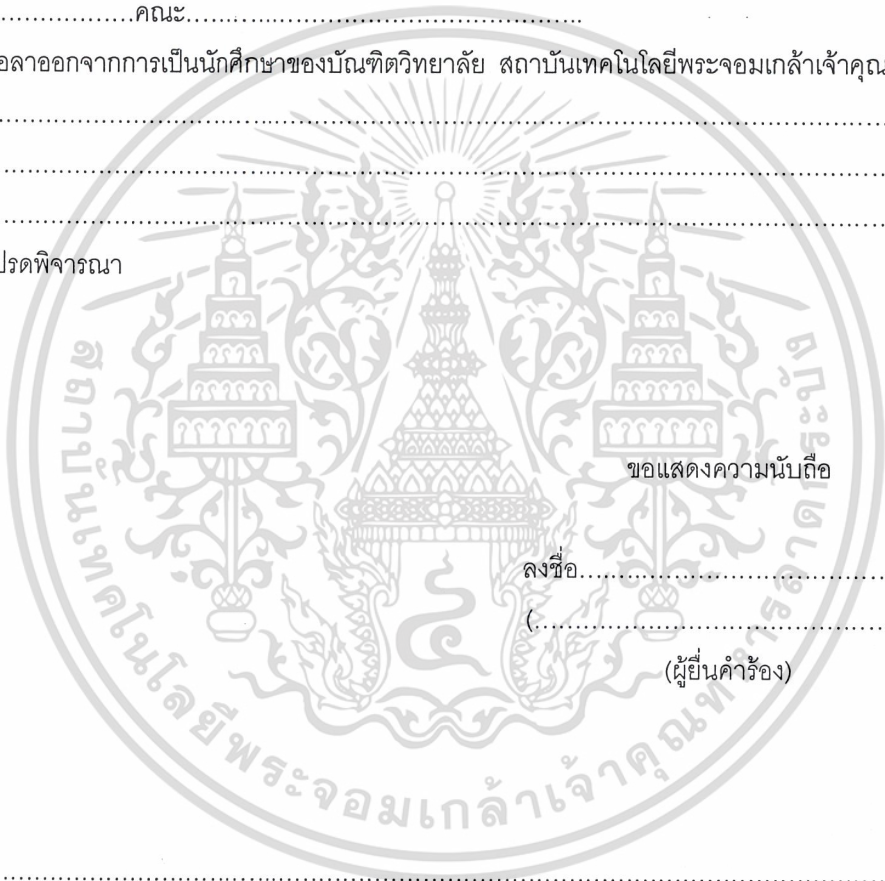 ................คณะ..................................................
อลาออกจากการเป็นนักศึกษาของบัณฑิตวิทยาลัย สถาบันเทคโนโลยีพระจอมเกล้าเจ้าคุณ
................................................................................
................................................................................
................................................................................
ปรดพิจารณา
ขอแสดงความนับถือ
ลงชื่อ........................................
(........................................
(ผู้ยื่นคำร้อง)
สถาบันเทคโนโลยีพระจอมเกล้าเจ้าคุณทหารลาดกระบัง
๔
................................................................................